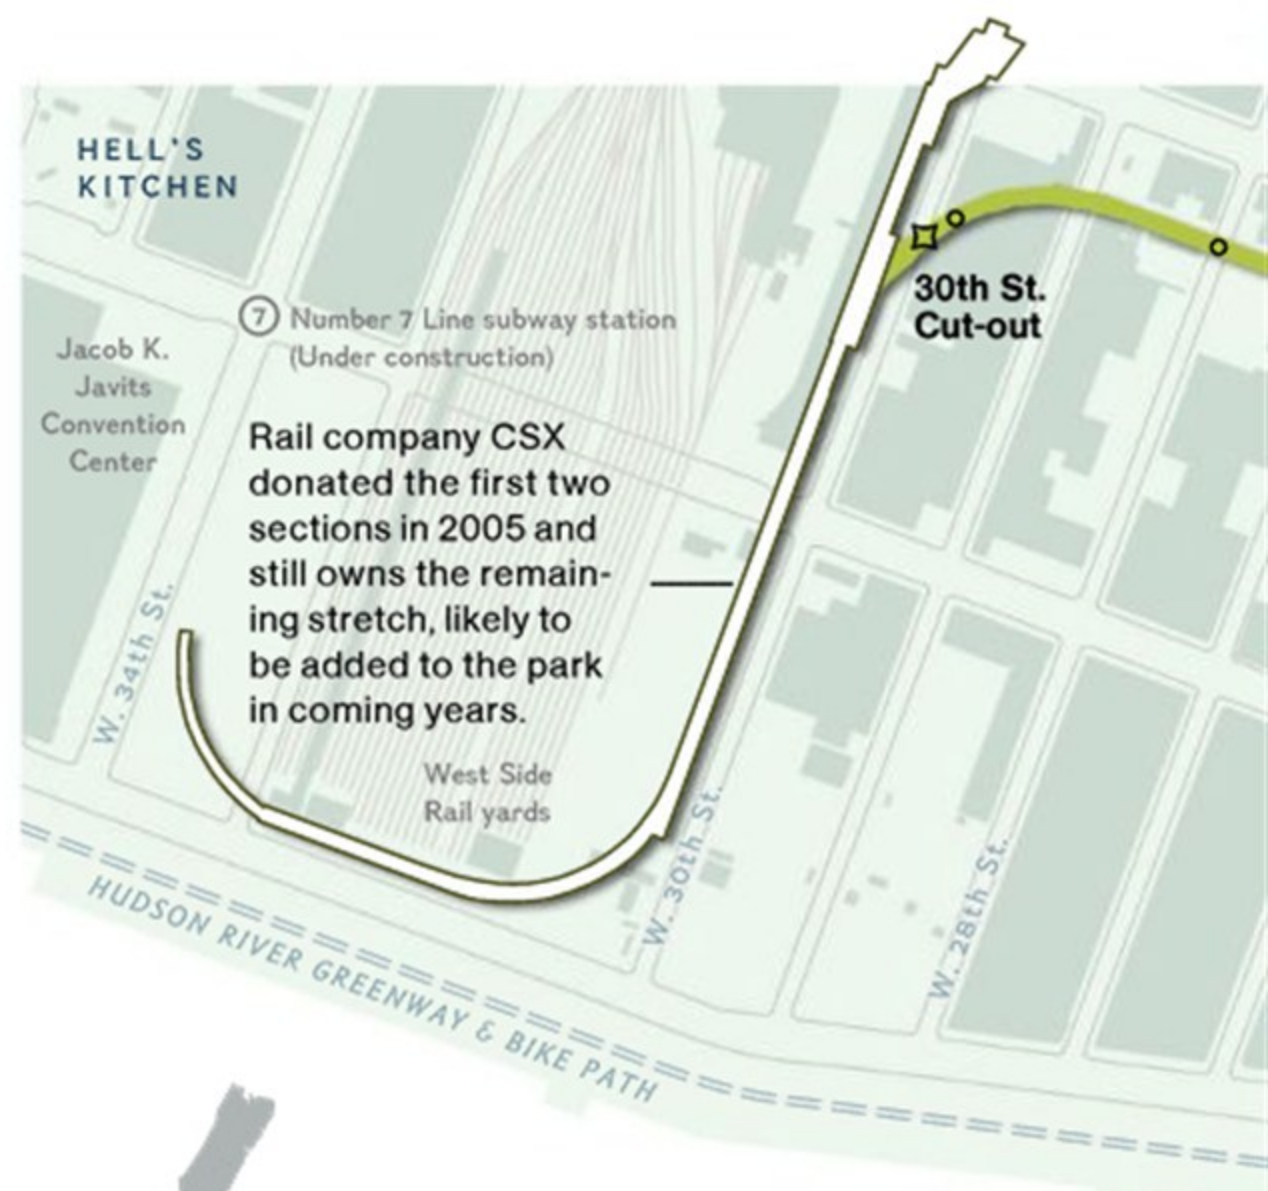 HELL'S
KITCHEN
30th St.
Cut-out
7 Number 7 Line subway station
(Under construction)
Jacob K.
Javits
Convention
Center
Rail company CSX
donated the first two
sections in 2005 and
still owns the remain-
ing stretch, likely to
be added to the park
in coming years.
W. 34th St.
West Side
Rail yards
W. 30th St.
W. 28th St.
HUDSON RIVER GREENWAY & BIKE PATH